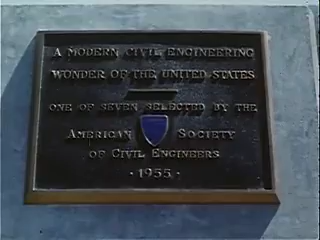 A MODERN CIVIL ENGINEERING
WONDER OF THE UNITED STATES
ONE OF SEVEN SELECTED BY THE
AMERICAN SOCIETY
OF CIVIL ENGINEERS
· 1955 ·